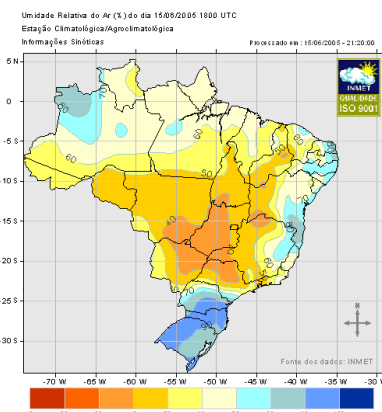 Umidade Relativa do Ar (%) do dia 15/06/2005 1800 UTC
Estação Climatológica/Agroclimatológica
Informações Sinóticas
Processado em : 15/06/2005 - 21:20:00
INMET
QUALIDADE
ISO 9001
5 N
0
-5 S
-10 S
-15 S
-20 S
-25 S
-30 S
N
Fonte dos dados: INMET
-70 W -65 W -60 W -55 W -50 W -45 W -40 W -35 W -30 W